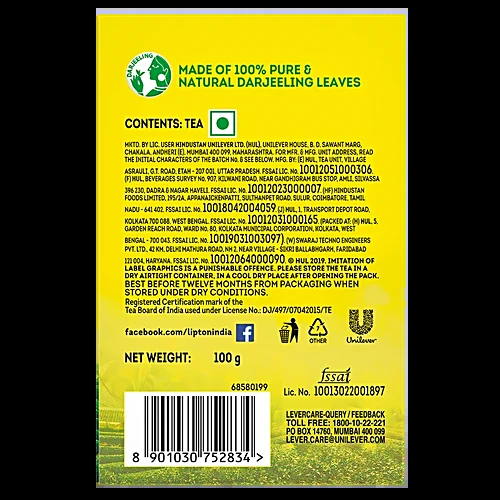 DARJEELING
MADE OF 100% PURE &
NATURAL DARJEELING LEAVES
CONTENTS: TEA
MKTD. BY LIC. USER HINDUSTAN UNILEVER LTD. (HUL), UNILEVER HOUSE, B. D. SAWANT MARG,
CHAKALA, ANDHERI (E), MUMBAI 400 099, MAHARASHTRA. FOR MFR. & MFG. UNIT ADDRESS, READ
THE INITIAL CHARACTERS OF THE BATCH No. & SEE BELOW. MFG. BY: (E) HUL, TEA UNIT, VILLAGE
ASRAULI, G.T. ROAD, ETAH - 207 001, UTTAR PRADESH. FSSAI LIC. No. 10012051000306.
(F) HUL, BEVERAGES SURVEY No. 907, KILWANI ROAD, NEAR GANDHIGRAM BUS STOP, AMLI, SILVASSA
396 230, DADRA & NAGAR HAVELI. FSSAI LIC. No. 10012023000007. (HF) HINDUSTAN
FOODS LIMITED, 195/2A, APPANAICKENPATTI, SULTHANPET ROAD, SULUR, COIMBATORE, TAMIL
NADU - 641 402. FSSAI LIC. No. 10018042004059. (J) HUL, 1, TRANSPORT DEPOT ROAD,
KOLKATA 700 088, WEST BENGAL. FSSAI LIC. No. 10012031000165. (PACKED AT: (H) HUL, 5,
GARDEN REACH ROAD, WARD No. 80, KOLKATA MUNICIPAL CORPORATION, KOLKATA, WEST
BENGAL - 700 043. FSSAI LIC. No. 10019031003097). (W) SWARAJ TECHNO ENGINEERS
PVT. LTD., 42 KM, DELHI MATHURA ROAD, NH-2, NEAR VILLAGE - SIKRI BALLABHGARH, FARIDABAD
121 004, HARYANA. FSSAI LIC. No. 10012064000090. © HUL 2019. IMITATION OF
LABEL GRAPHICS IS A PUNISHABLE OFFENCE. PLEASE STORE THE TEA IN A
DRY AIRTIGHT CONTAINER, IN A COOL DRY PLACE AFTER OPENING THE PACK.
BEST BEFORE TWELVE MONTHS FROM PACKAGING WHEN
STORED UNDER DRY CONDITIONS.
Registered Certification mark of the
Tea Board of India used under License No.: DJ/497/07042015/TE
facebook.com/liptonindia
f
7
OTHER
Unilever
NET WEIGHT: 100 g
fssai
Lic. No. 10013022001897
68580199
LEVERCARE-QUERY / FEEDBACK
TOLL FREE: 1800-10-22-221
PO BOX 14760, MUMBAI 400 099
LEVER.CARE@UNILEVER.COM
8 901030 752834 >